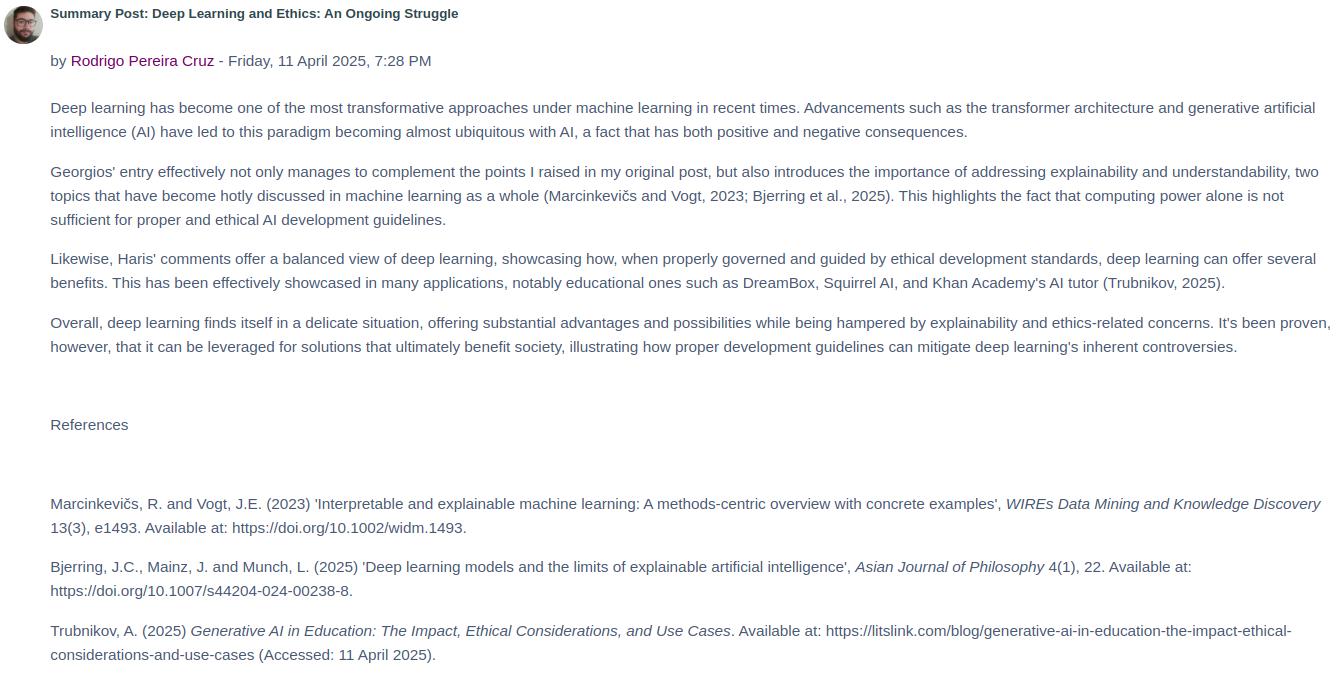 Summary Post: Deep Learning and Ethics: An Ongoing Struggle
by Rodrigo Pereira Cruz - Friday, 11 April 2025, 7:28 PM
Deep learning has become one of the most transformative approaches under machine learning in recent times. Advancements such as the transformer architecture and generative artificial
intelligence (AI) have led to this paradigm becoming almost ubiquitous with AI, a fact that has both positive and negative consequences.
Georgios' entry effectively not only manages to complement the points I raised in my original post, but also introduces the importance of addressing explainability and understandability, two
topics that have become hotly discussed in machine learning as a whole (Marcinkevičs and Vogt, 2023; Bjerring et al., 2025). This highlights the fact that computing power alone is not
sufficient for proper and ethical AI development guidelines.
Likewise, Haris' comments offer a balanced view of deep learning, showcasing how, when properly governed and guided by ethical development standards, deep learning can offer several
benefits. This has been effectively showcased in many applications, notably educational ones such as DreamBox, Squirrel AI, and Khan Academy's AI tutor (Trubnikov, 2025).
Overall, deep learning finds itself in a delicate situation, offering substantial advantages and possibilities while being hampered by explainability and ethics-related concerns. It's been proven,
however, that it can be leveraged for solutions that ultimately benefit society, illustrating how proper development guidelines can mitigate deep learning's inherent controversies.
References
Marcinkevičs, R. and Vogt, J.E. (2023) 'Interpretable and explainable machine learning: A methods-centric overview with concrete examples', WIREs Data Mining and Knowledge Discovery
13(3), e1493. Available at: https://doi.org/10.1002/widm.1493.
Bjerring, J.C., Mainz, J. and Munch, L. (2025) 'Deep learning models and the limits of explainable artificial intelligence', Asian Journal of Philosophy 4(1), 22. Available at:
https://doi.org/10.1007/s44204-024-00238-8.
Trubnikov, A. (2025) Generative AI in Education: The Impact, Ethical Considerations, and Use Cases. Available at: https://litslink.com/blog/generative-ai-in-education-the-impact-ethical-
considerations-and-use-cases (Accessed: 11 April 2025).